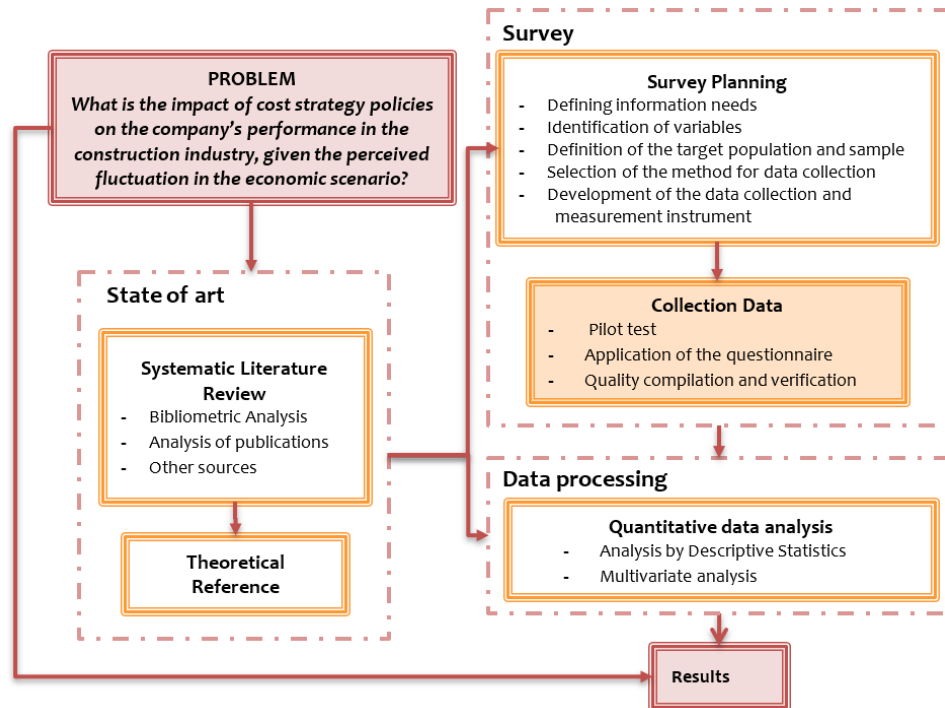 PROBLEM
What is the impact of cost strategy policies
on the company's performance in the
construction industry, given the perceived
fluctuation in the economic scenario?
State of art
Systematic Literature
Review
- Bibliometric Analysis
- Analysis of publications
- Other sources
Theoretical
Reference
Survey
Survey Planning
- Defining information needs
- Identification of variables
- Definition of the target population and sample
- Selection of the method for data collection
- Development of the data collection and
measurement instrument
Collection Data
- Pilot test
- Application of the questionnaire
- Quality compilation and verification
Data processing
Quantitative data analysis
- Analysis by Descriptive Statistics
- Multivariate analysis
Results